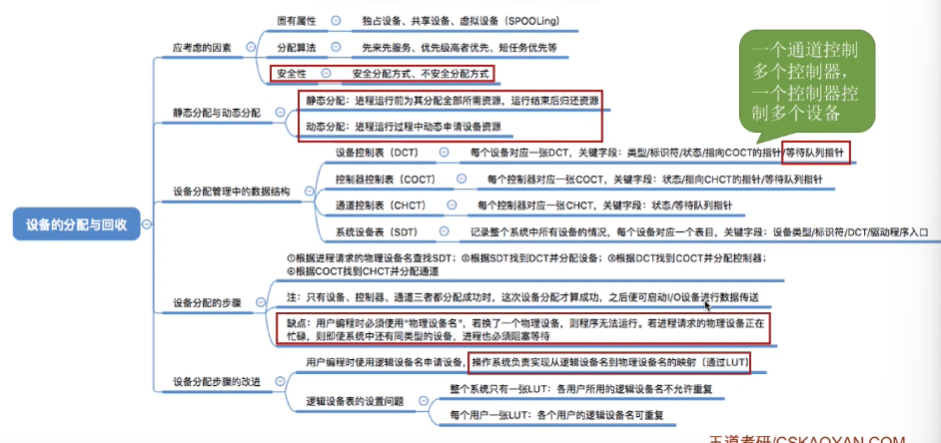 固有属性
独占设备、共享设备、虚拟设备（SPOOLing)
应考虑的因素
分配算法
先来先服务、优先级高者优先、短任务优先等
安全性
安全分配方式、不安全分配方式
一个通道控制
多个控制器，
一个控制器控
制多个设备
静态分配与动态分配
静态分配：进程运行前为其分配全部所需资源，运行结束后归还资源
动态分配：进程运行过程中动态申请设备资源
设备分配管理中的数据结构
设备控制表（DCT）
每个设备对应一张DCT，关键字段：类型/标识符/状态/指向COCT的指针/等待队列指针
控制器控制表（COCT）
每个控制器对应一张COCT，关键字段：状态/指向CHCT的指针/等待队列指针
通道控制表（CHCT）
每个控制器对应一张CHCT，关键字段：状态/等待队列指针
系统设备表（SDT）
记录整个系统中所有设备的情况，每个设备对应一个表目，关键字段：设备类型/标识符/DCT/驱动程序入口
设备的分配与回收
设备分配的步骤
①根据进程请求的物理设备名查找SDT；②根据SDT找到DCT并分配设备；③根据DCT找到COCT并分配控制器；
④根据COCT找到CHCT并分配通道
注：只有设备、控制器、通道三者都分配成功时，这次设备分配才算成功，之后便可启动I/O设备进行数据传送
缺点：用户编程时必须使用“物理设备名”，若换了一个物理设备，则程序无法运行。若进程请求的物理设备正在
忙碌，则即使系统中还有同类型的设备，进程也必须阻塞等待
设备分配步骤的改进
用户编程时使用逻辑设备名申请设备，操作系统负责实现从逻辑设备名到物理设备名的映射（通过LUT）
逻辑设备表的设置问题
整个系统只有一张LUT：各用户所用的逻辑设备名不允许重复
每个用户一张LUT：各个用户的逻辑设备名可重复
王道考研/CSKAOYAN.COM